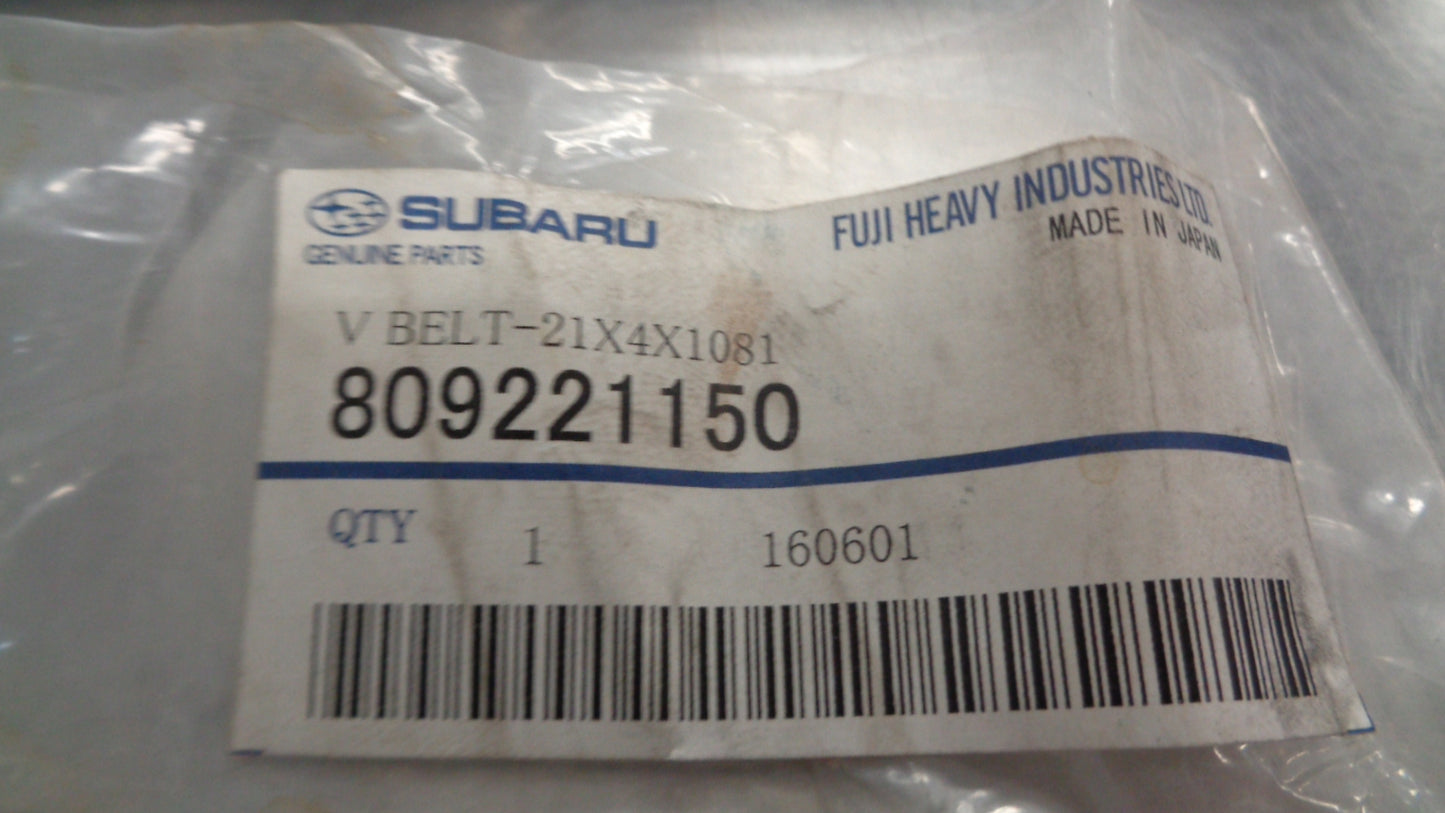 SUBARU
GENUINE PARTS
FUJI HEAVY INDUSTRIES LTD.
MADE IN JAPAN
V BELT-21X4X1081
809221150
QTY 1 160601